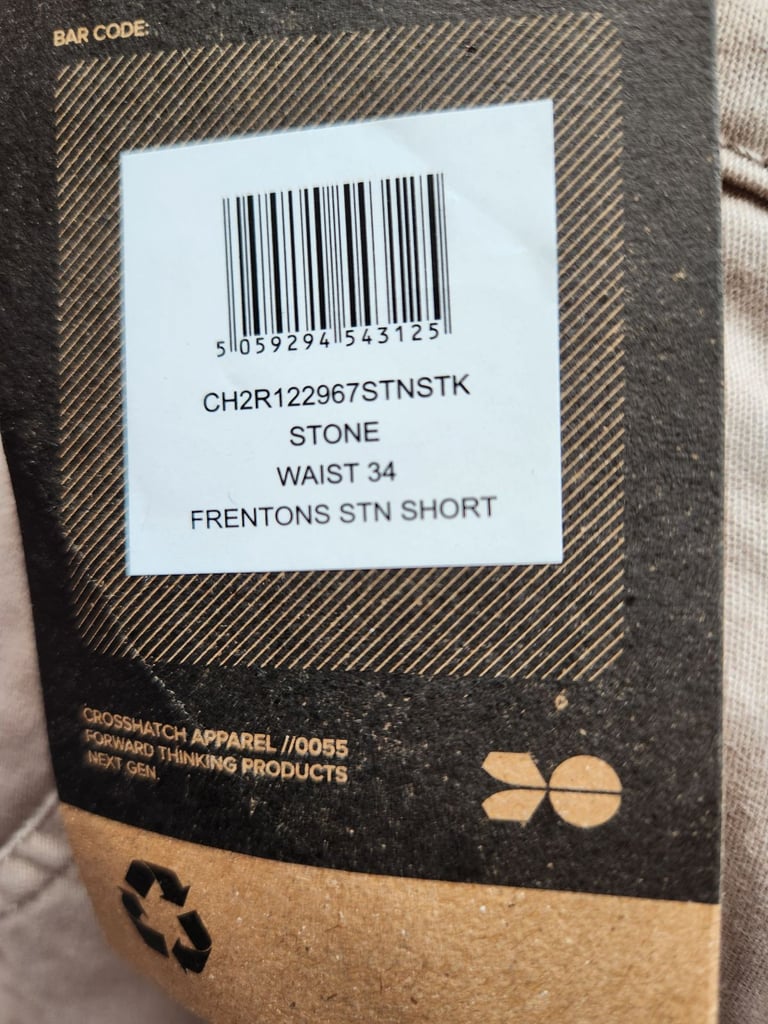 BAR CODE:
5 059294 543125
CH2R122967STNSTK
STONE
WAIST 34
FRENTONS STN SHORT
CROSSHATCH APPAREL //0055
FORWARD THINKING PRODUCTS
NEXT GEN.